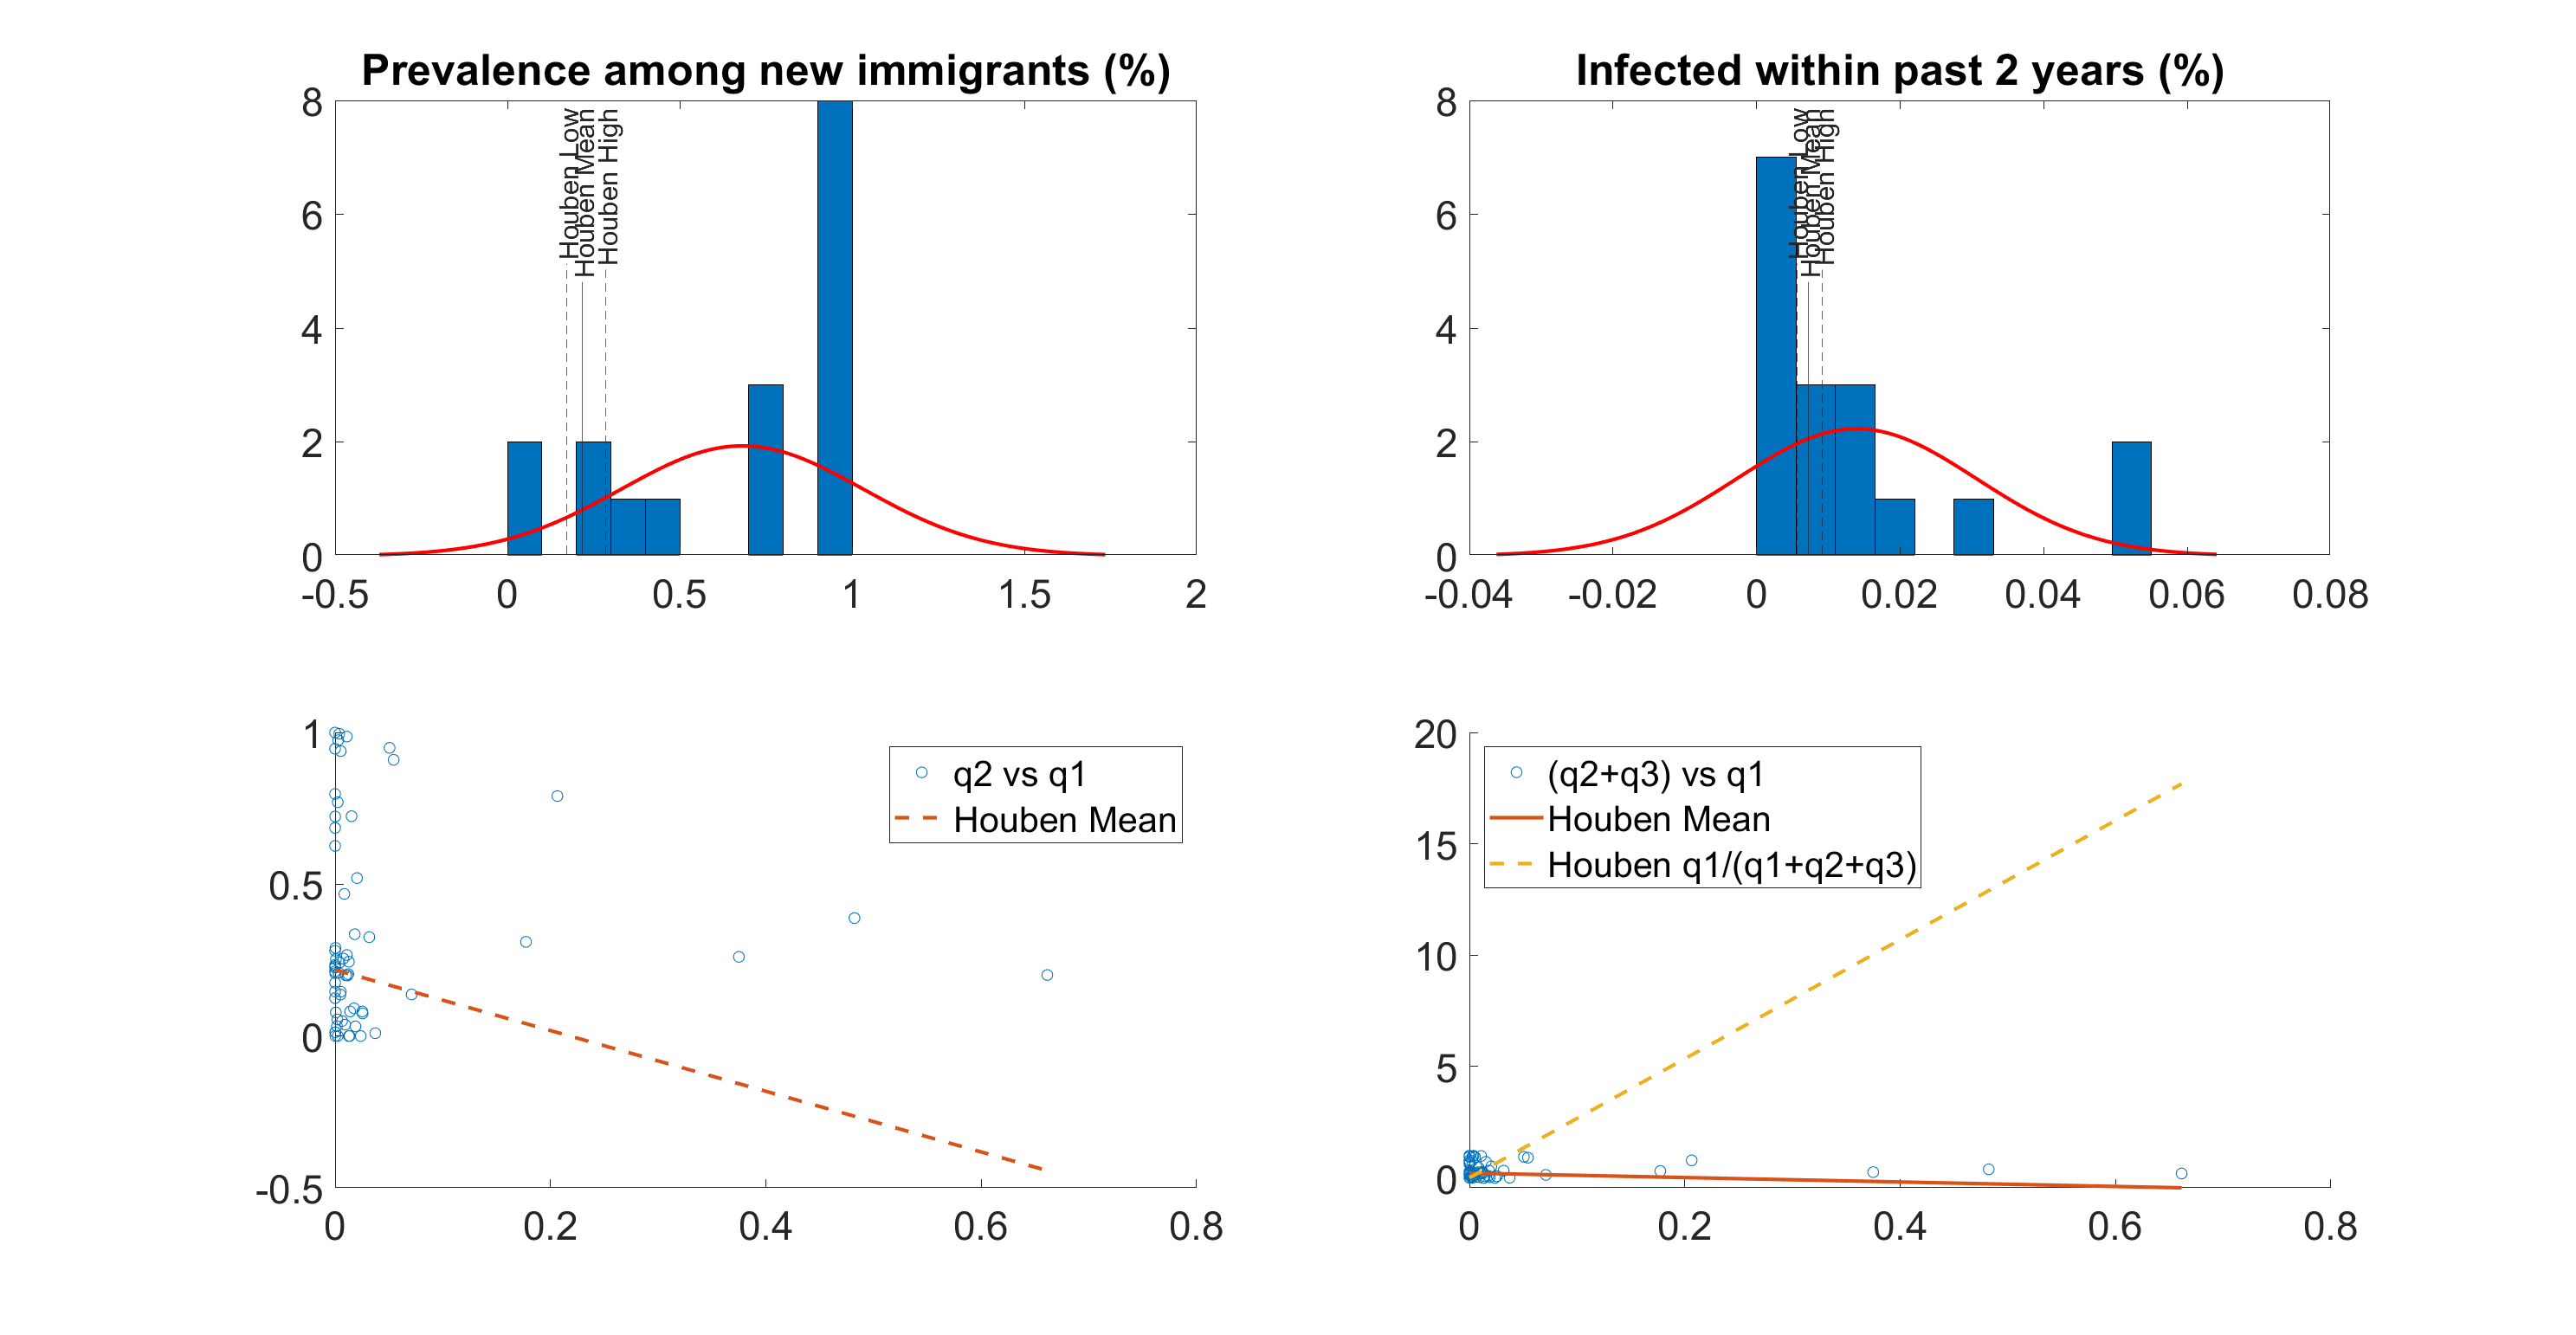 Prevalence among new immigrants (%)
8
6
4
2
0
-0.5 0 0.5 1 1.5 2
Houben Low
Houben Mean
Houben High
Infected within past 2 years (%)
8
6
4
2
0
-0.04 -0.02 0 0.02 0.04 0.06 0.08
Houben Low
Houben Mean
Houben High
1
0.5
0
-0.5
0 0.2 0.4 0.6 0.8
q2 vs q1
Houben Mean
20
15
10
5
0
0 0.2 0.4 0.6 0.8
(q2+q3) vs q1
Houben Mean
Houben q1/(q1+q2+q3)